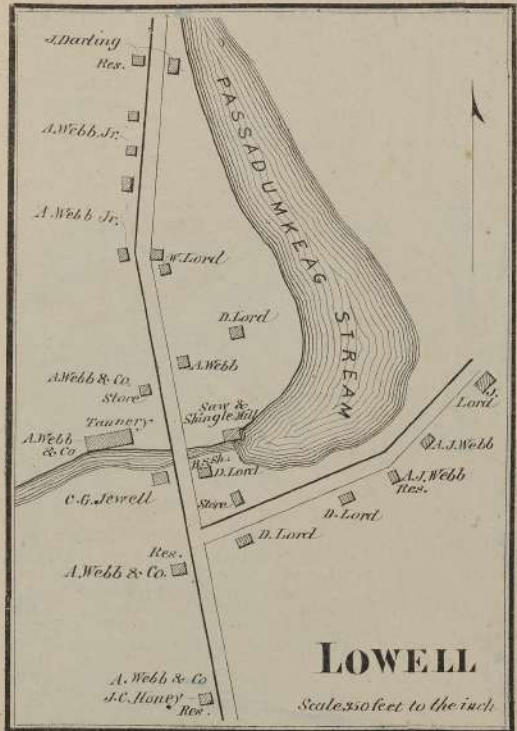 J. Darling
Res.
A. Webb Jr.
A. Webb Jr.
W. Lord
PASSADUMKEAG STREAM
D. Lord
A. Webb
A. Webb & Co.
Store
Saw &
Shingle Mill
Tannery
A. Webb
& Co
B.S.Sh.
D. Lord
C. G. Jewell
Store
J.
Lord
A. J. Webb
A. J. Webb
Res.
D. Lord
D. Lord
Res.
A. Webb & Co.
A. Webb & Co
J. C. Honey
Res.
LOWELL
Scale 350 feet to the inch